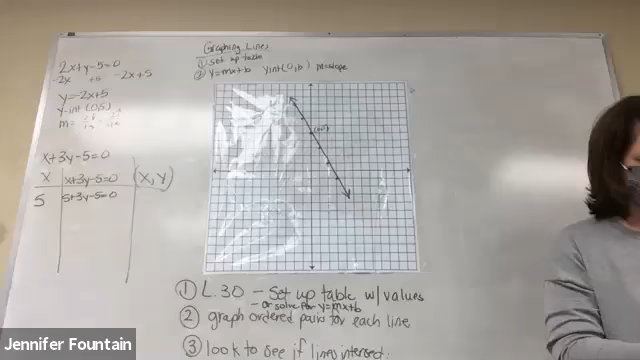 2x+y-5=0
-2x +5 -2x+5
y=-2x+5
y-int (0,5)
m=
x+3y-5=0
x x+3y-5=0 (x,y)
5 5+3y-5=0
Graphing Lines
① Set up table
② y=mx+b yint(0,b) m=slope
① L.30 - Set up table w/ values
- or solve for y=mx+b
② graph ordered pairs for each line
③ look to see if lines intersect.
Jennifer Fountain